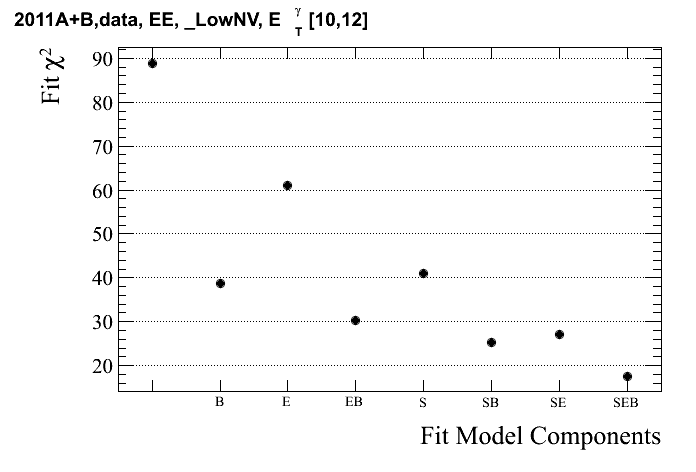 2011A+B,data, EE, _LowNV, E γ T [10,12]
Fit χ²
90
80
70
60
50
40
30
20
B E EB S SB SE SEB
Fit Model Components